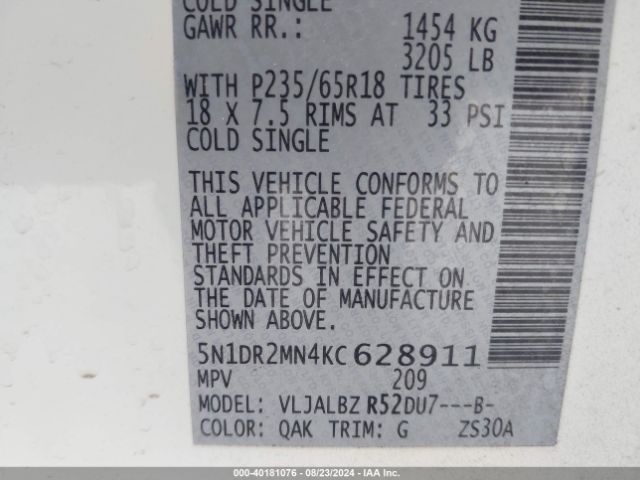 COLD SINGLE
GAWR RR.: 1454 KG
3205 LB
WITH P235/65R18 TIRES
18 X 7.5 RIMS AT 33 PSI
COLD SINGLE
THIS VEHICLE CONFORMS TO
ALL APPLICABLE FEDERAL
MOTOR VEHICLE SAFETY AND
THEFT PREVENTION
STANDARDS IN EFFECT ON
THE DATE OF MANUFACTURE
SHOWN ABOVE.
5N1DR2MN4KC628911
MPV 209
MODEL: VLJALBZ R52DU7---B-
COLOR: QAK TRIM: G ZS30A
000-40181076 - 08/23/2024 - IAA Inc.